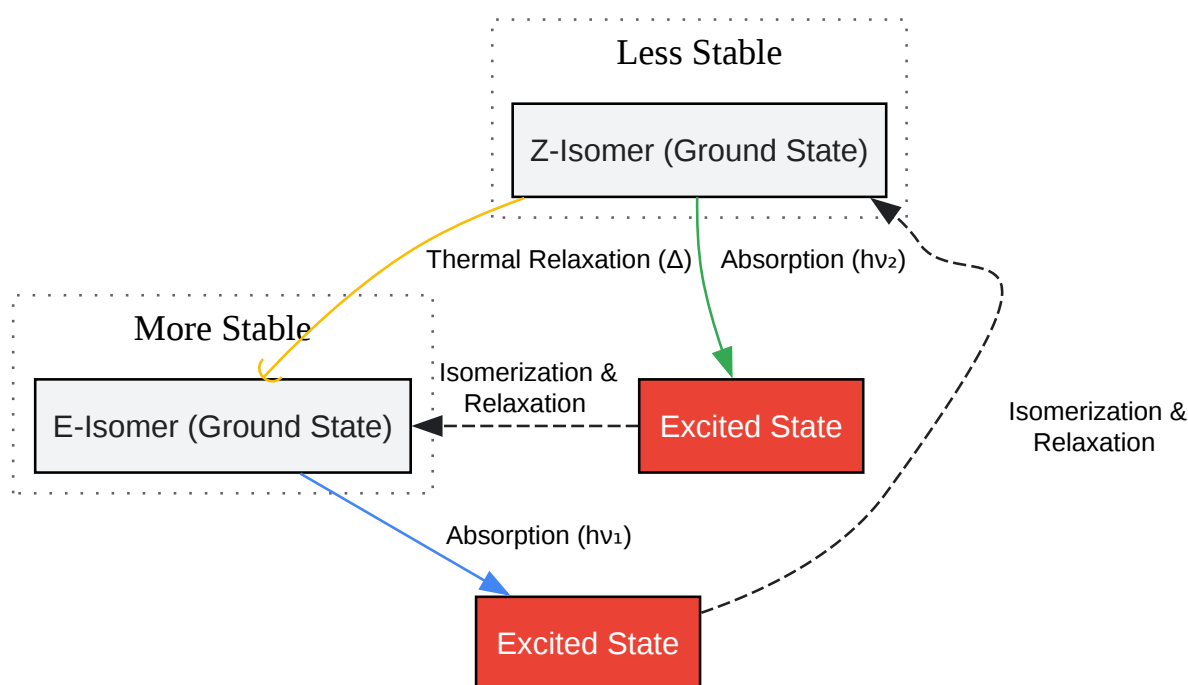 Less Stable
Z-Isomer (Ground State)
Thermal Relaxation (Δ)
Absorption (hν₂)
More Stable
Isomerization &
Relaxation
E-Isomer (Ground State)
Excited State
Isomerization &
Relaxation
Absorption (hν₁)
Excited State